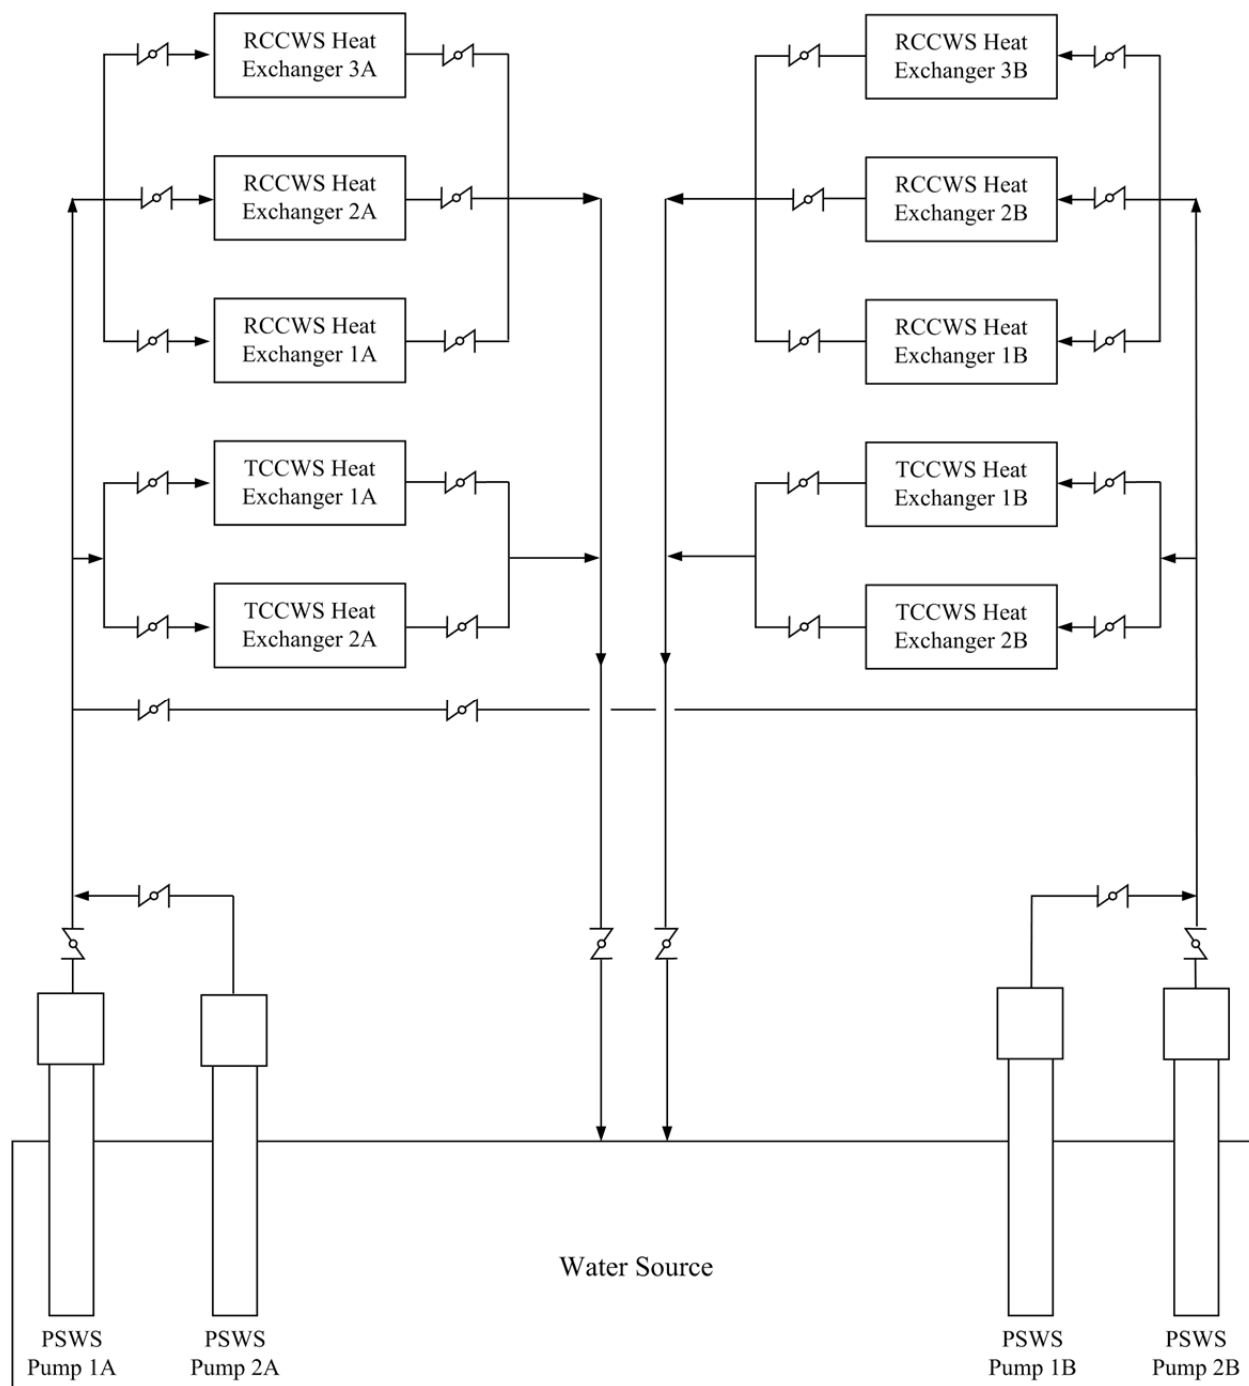 RCCWS Heat
Exchanger 3A
RCCWS Heat
Exchanger 3B
RCCWS Heat
Exchanger 2A
RCCWS Heat
Exchanger 2B
RCCWS Heat
Exchanger 1A
RCCWS Heat
Exchanger 1B
TCCWS Heat
Exchanger 1A
TCCWS Heat
Exchanger 1B
TCCWS Heat
Exchanger 2A
TCCWS Heat
Exchanger 2B
Water Source
PSWS
Pump 1A
PSWS
Pump 2A
PSWS
Pump 1B
PSWS
Pump 2B